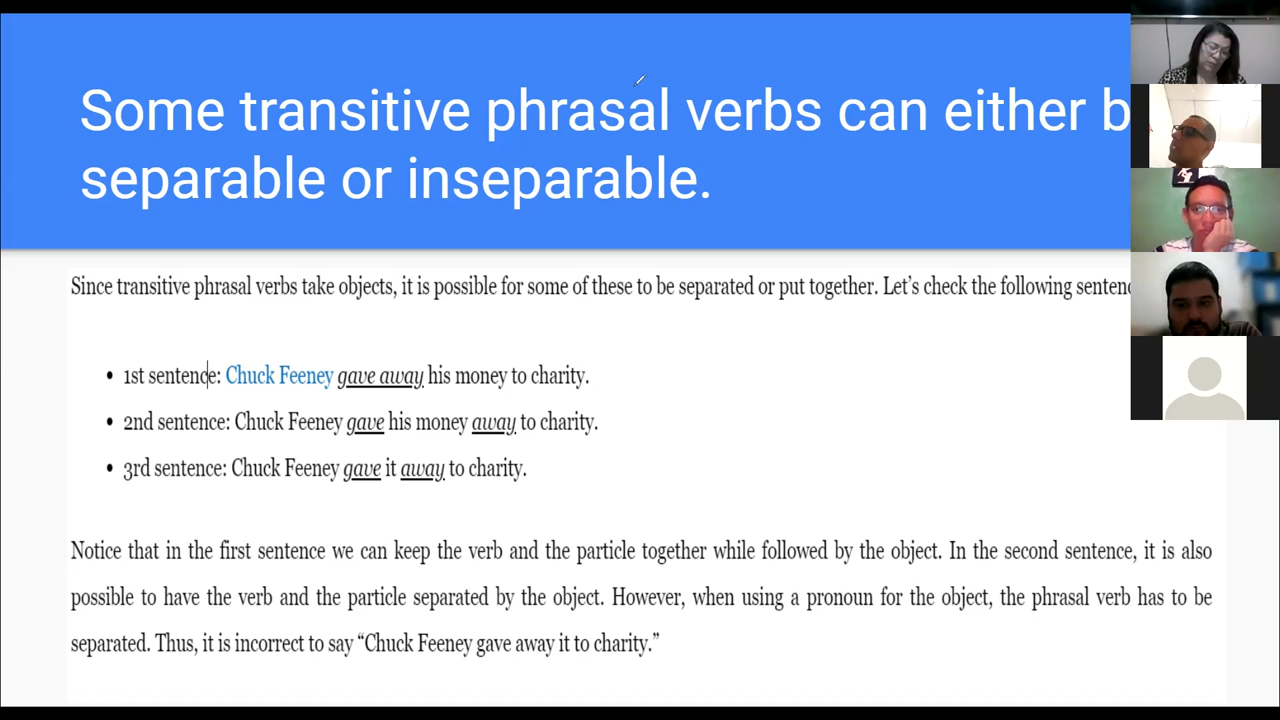 Some transitive phrasal verbs can either b
separable or inseparable.
Since transitive phrasal verbs take objects, it is possible for some of these to be separated or put together. Let’s check the following sentenc
• 1st sentence: Chuck Feeney gave away his money to charity.
• 2nd sentence: Chuck Feeney gave his money away to charity.
• 3rd sentence: Chuck Feeney gave it away to charity.
Notice that in the first sentence we can keep the verb and the particle together while followed by the object. In the second sentence, it is also
possible to have the verb and the particle separated by the object. However, when using a pronoun for the object, the phrasal verb has to be
separated. Thus, it is incorrect to say “Chuck Feeney gave away it to charity.”